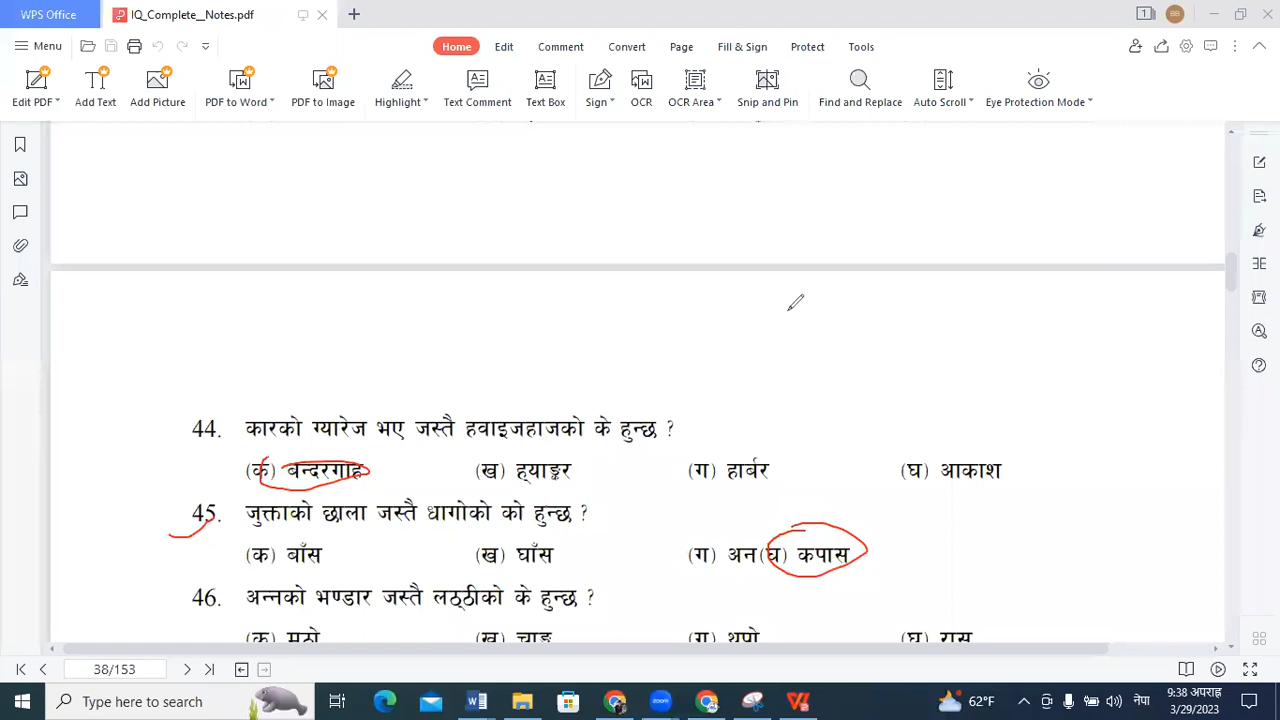 WPS Office IQ_Complete__Notes.pdf 1 BB
Menu Home Edit Comment Convert Page Fill & Sign Protect Tools
Edit PDF Add Text Add Picture PDF to Word PDF to Image Highlight Text Comment Text Box Sign OCR OCR Area Snip and Pin Find and Replace Auto Scroll Eye Protection Mode
44. कारको ग्यारेज भए जस्तै हवाइजहाजको के हुन्छ ?
(क) बन्दरगाह (ख) ह्याङ्गर (ग) हार्बर (घ) आकाश
45. जुत्ताको छाला जस्तै धागोको को हुन्छ ?
(क) बाँस (ख) घाँस (ग) अन(घ) कपास
46. अन्नको भण्डार जस्तै लठ्ठीको के हुन्छ ?
(क) मुठो (ख) चाङ्ग (ग) थुप्रो (घ) रास
38/153
Type here to search 62°F ने 9:38 अपराह्न
3/29/2023